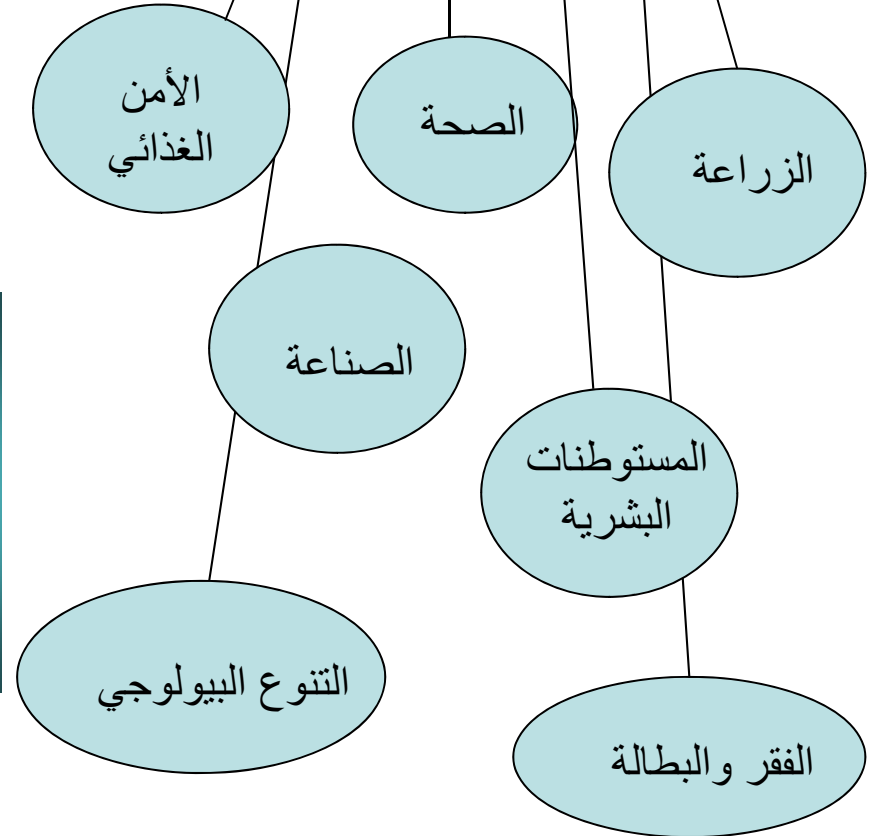 الأمن
الغذائي
الصحة
الزراعة
الصناعة
المستوطنات
البشرية
التنوع البيولوجي
الفقر والبطالة